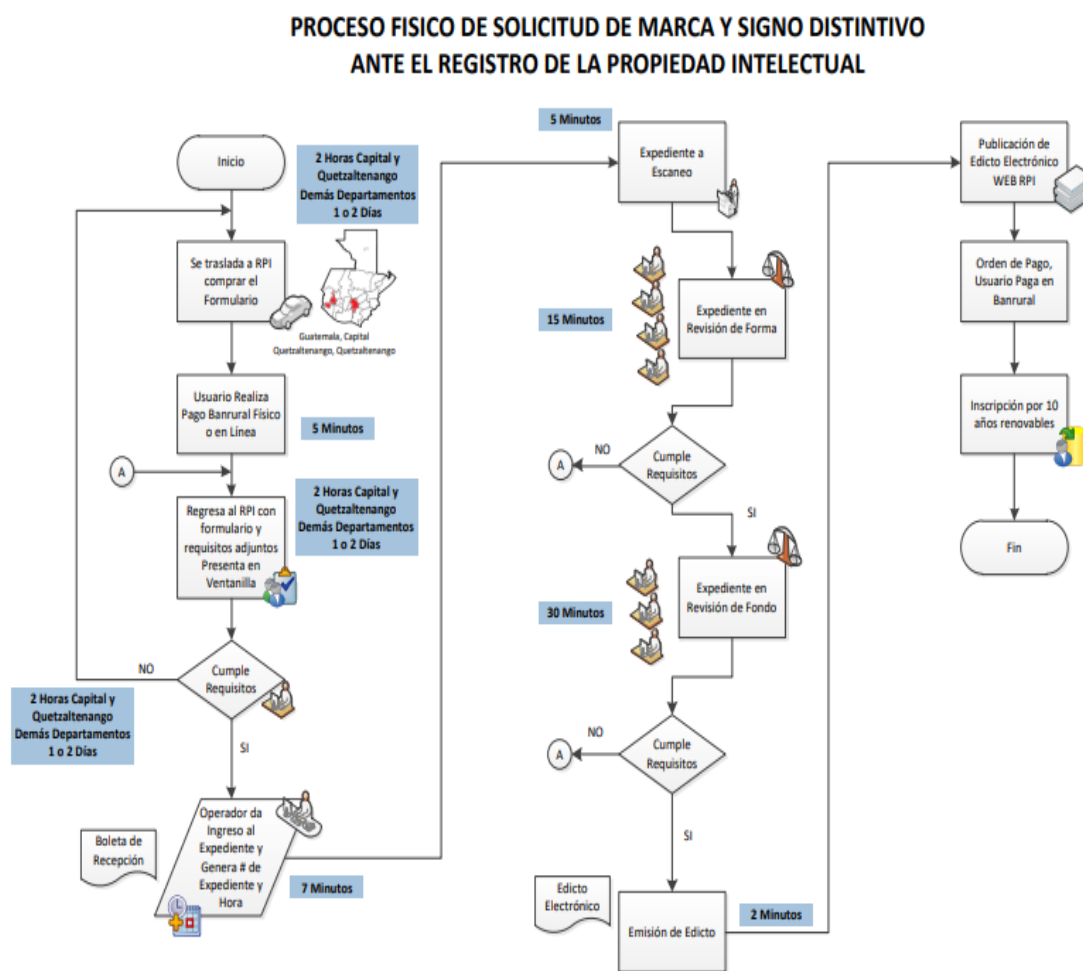 PROCESO FISICO DE SOLICITUD DE MARCA Y SIGNO DISTINTIVO
ANTE EL REGISTRO DE LA PROPIEDAD INTELECTUAL
Inicio
2 Horas Capital y
Quetzaltenango
Demás Departamentos
1 o 2 Días
Se traslada a RPI
comprar el
Formulario
Guatemala, Capital
Quetzaltenango, Quetzaltenango
Usuario Realiza
Pago Banrural Físico
o en Línea
5 Minutos
A
Regresa al RPI con
formulario y
requisitos adjuntos
Presenta en
Ventanilla
2 Horas Capital y
Quetzaltenango
Demás Departamentos
1 o 2 Días
Cumple
Requisitos
NO
2 Horas Capital y
Quetzaltenango
Demás Departamentos
1 o 2 Días
SI
Operador da
Ingreso al
Expediente y
Genera # de
Expediente y
Hora
Boleta de
Recepción
7 Minutos
5 Minutos
Expediente a
Escaneo
15 Minutos
Expediente en
Revisión de Forma
Cumple
Requisitos
NO
A
SI
30 Minutos
Expediente en
Revisión de Fondo
Cumple
Requisitos
NO
A
SI
Edicto
Electrónico
Emisión de Edicto
2 Minutos
Publicación de
Edicto Electrónico
WEB RPI
Orden de Pago,
Usuario Paga en
Banrural
Inscripción por 10
años renovables
Fin